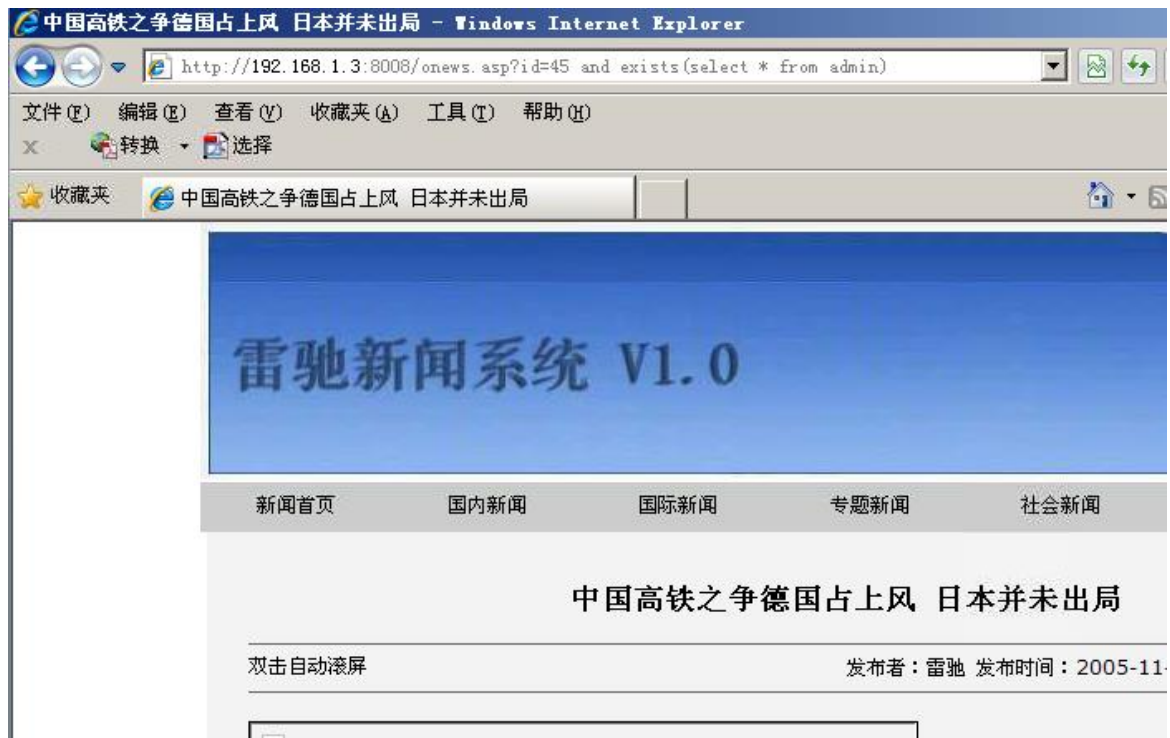 中国高铁之争德国占上风 日本并未出局 - Windows Internet Explorer
http://192.168.1.3:8008/onews.asp?id=45 and exists(select * from admin)
文件(F) 编辑(E) 查看(V) 收藏夹(A) 工具(T) 帮助(H)
x 转换 选择
收藏夹 中国高铁之争德国占上风 日本并未出局
雷驰新闻系统 V1.0
新闻首页 国内新闻 国际新闻 专题新闻 社会新闻
中国高铁之争德国占上风 日本并未出局
双击自动滚屏 发布者：雷驰 发布时间：2005-11-